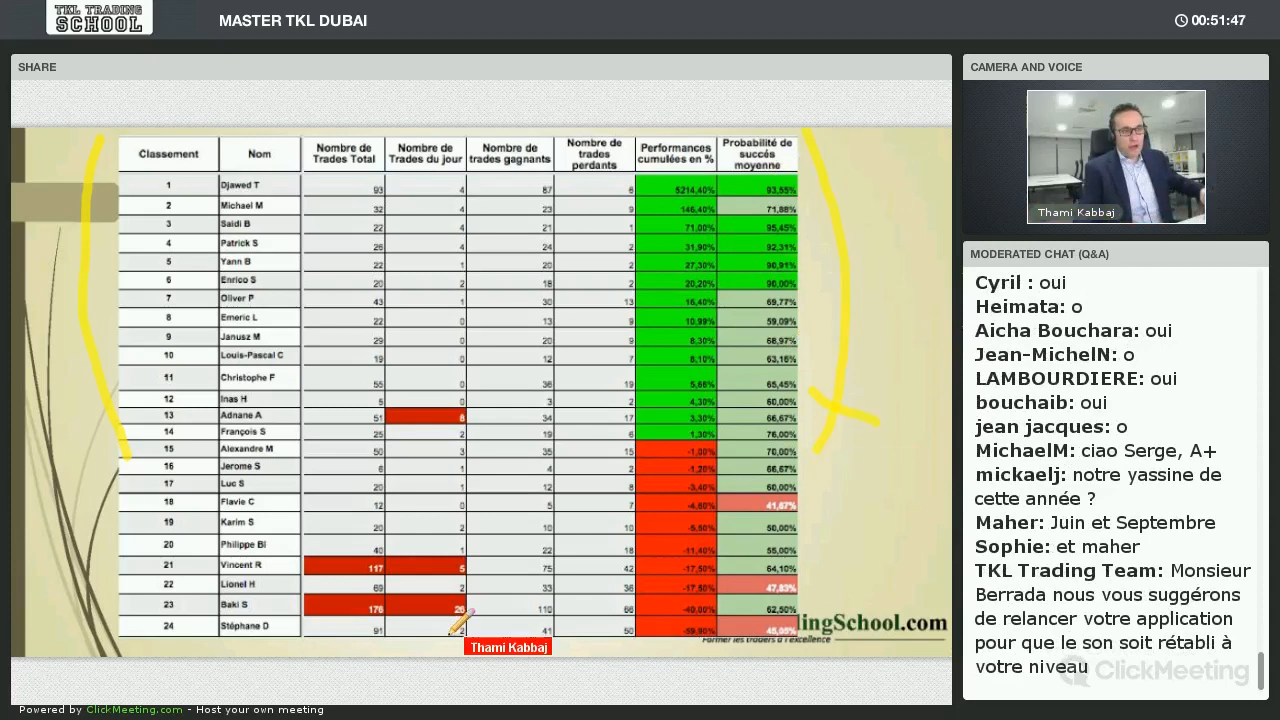 TKL TRADING
SCHOOL
MASTER TKL DUBAI
00:51:47
SHARE
Classement Nom Nombre de Trades Total Nombre de Trades du jour Nombre de trades gagnants Nombre de trades perdants Performances cumulées en % Probabilité de succés moyenne
1 Djawed T 93 4 87 6 5214,40% 93,55%
2 Michael M 32 4 23 9 146,40% 71,88%
3 Saidi B 22 4 21 1 71,00% 95,45%
4 Patrick S 26 4 24 2 31,90% 92,31%
5 Yann B 22 1 20 2 27,30% 90,91%
6 Enrico S 20 2 18 2 20,20% 90,00%
7 Oliver P 43 1 30 13 16,40% 69,77%
8 Emeric L 22 0 13 9 10,99% 59,09%
9 Janusz M 29 0 20 9 8,30% 68,97%
10 Louis-Pascal C 19 0 12 7 8,10% 63,16%
11 Christophe F 55 0 36 19 5,66% 65,45%
12 Inas H 5 0 3 2 4,30% 60,00%
13 Adnane A 51 8 34 17 3,30% 66,67%
14 François S 25 2 19 6 1,30% 76,00%
15 Alexandre M 50 3 35 15 -1,00% 70,00%
16 Jerome S 6 1 4 2 -1,20% 66,67%
17 Luc S 20 1 12 8 -3,40% 60,00%
18 Flavie C 12 0 5 7 -4,60% 41,67%
19 Karim S 20 2 10 10 -5,50% 50,00%
20 Philippe Bl 40 1 22 18 -11,40% 55,00%
21 Vincent R 117 5 75 42 -17,50% 64,10%
22 Lionel H 69 2 33 36 -17,50% 47,83%
23 Baki S 176 26 110 66 -40,00% 62,50%
24 Stéphane D 91 2 41 50 -59,90% 45,05%
lingSchool.com
Former les traders à l'excellence
Thami Kabbaj
CAMERA AND VOICE
Thami Kabbaj
MODERATED CHAT (Q&A)
Cyril : oui
Heimata: o
Aicha Bouchara: oui
Jean-MichelN: o
LAMBOURDIERE: oui
bouchaib: oui
jean jacques: o
MichaelM: ciao Serge, A+
mickaelj: notre yassine de
cette année ?
Maher: Juin et Septembre
Sophie: et maher
TKL Trading Team: Monsieur
Berrada nous vous suggérons
de relancer votre application
pour que le son soit rétabli à
votre niveau
ClickMeeting
Powered by ClickMeeting.com - Host your own meeting